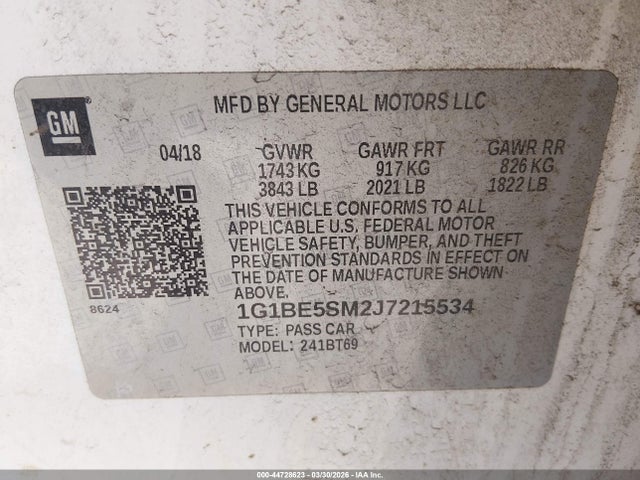 GM
MFD BY GENERAL MOTORS LLC
04/18 GVWR GAWR FRT GAWR RR
1743 KG 917 KG 826 KG
3843 LB 2021 LB 1822 LB
THIS VEHICLE CONFORMS TO ALL
APPLICABLE U.S. FEDERAL MOTOR
VEHICLE SAFETY, BUMPER, AND THEFT
PREVENTION STANDARDS IN EFFECT ON
THE DATE OF MANUFACTURE SHOWN
ABOVE.
8624
1G1BE5SM2J7215534
TYPE: PASS CAR
MODEL: 241BT69
000-44728623 - 03/30/2026 - © IAA Inc.